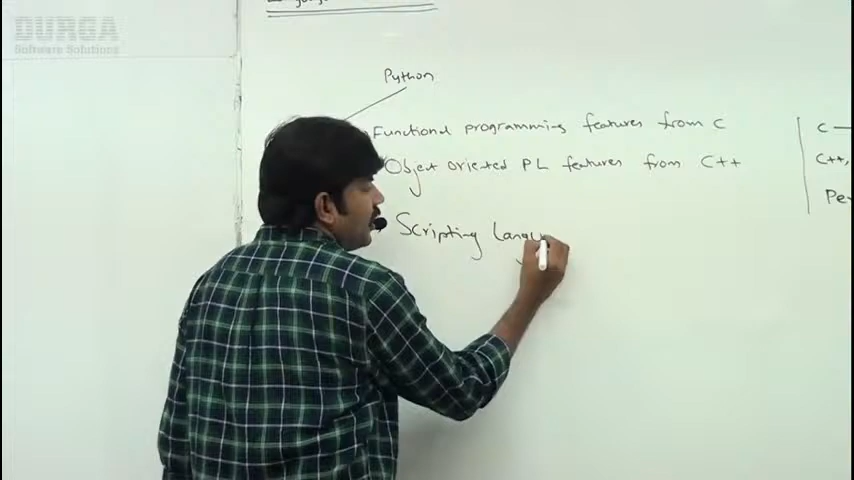 DURGA
Software Solutions
Python
Functional programming features from C
Object oriented PL features from C++
Scripting Langu
C
C++,
Pe